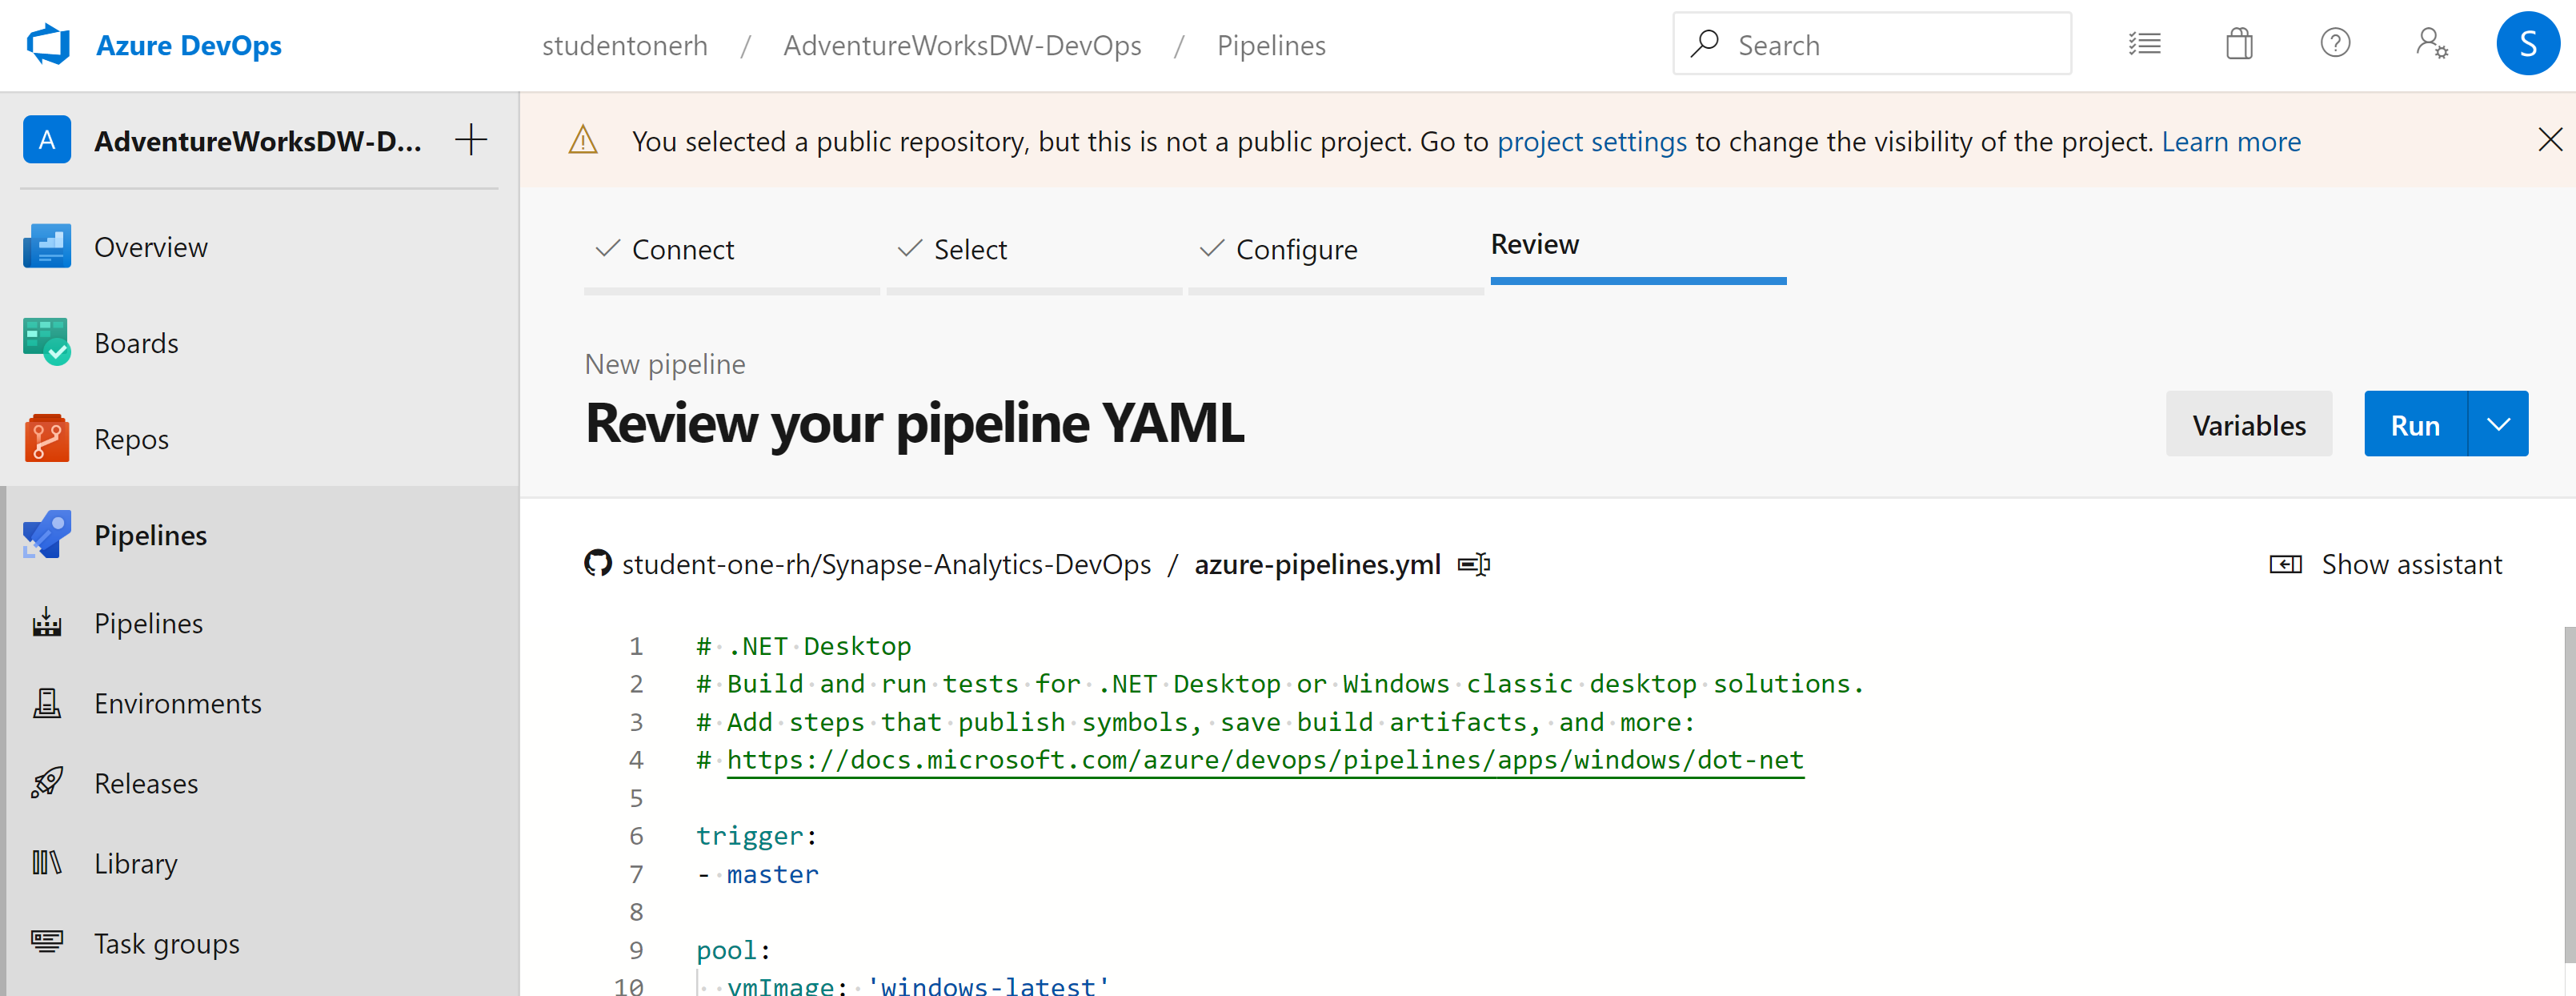 Azure DevOps
studentonerh / AdventureWorksDW-DevOps / Pipelines
Search
S
A AdventureWorksDW-D...
You selected a public repository, but this is not a public project. Go to project settings to change the visibility of the project. Learn more
Overview
Boards
Repos
Pipelines
Pipelines
Environments
Releases
Library
Task groups
Connect
Select
Configure
Review
New pipeline
Review your pipeline YAML
Variables
Run
student-one-rh/Synapse-Analytics-DevOps / azure-pipelines.yml
Show assistant
1 # .NET Desktop
2 # Build and run tests for .NET Desktop or Windows classic desktop solutions.
3 # Add steps that publish symbols, save build artifacts, and more:
4 # https://docs.microsoft.com/azure/devops/pipelines/apps/windows/dot-net
5
6 trigger:
7 - master
8
9 pool:
10 vmImage: 'windows-latest'